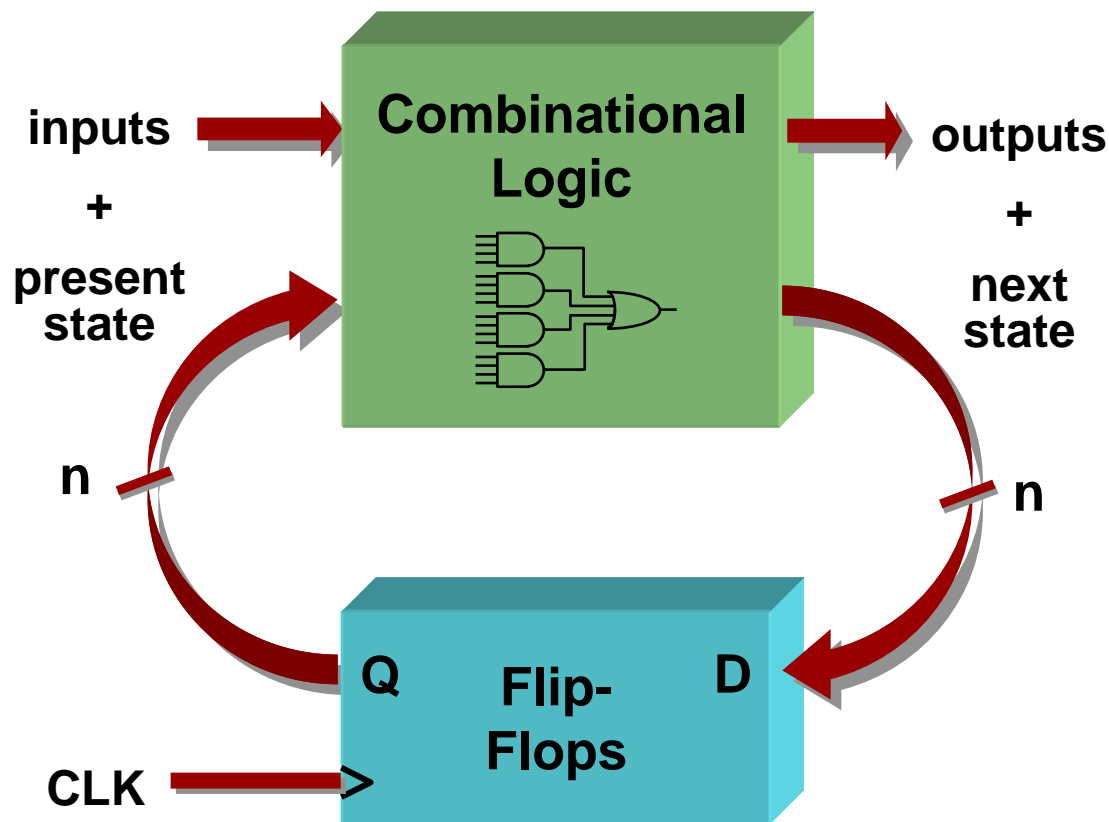 inputs
+
present
state
Combinational
Logic
outputs
+
next
state
n
n
Q
Flip-
Flops
D
CLK